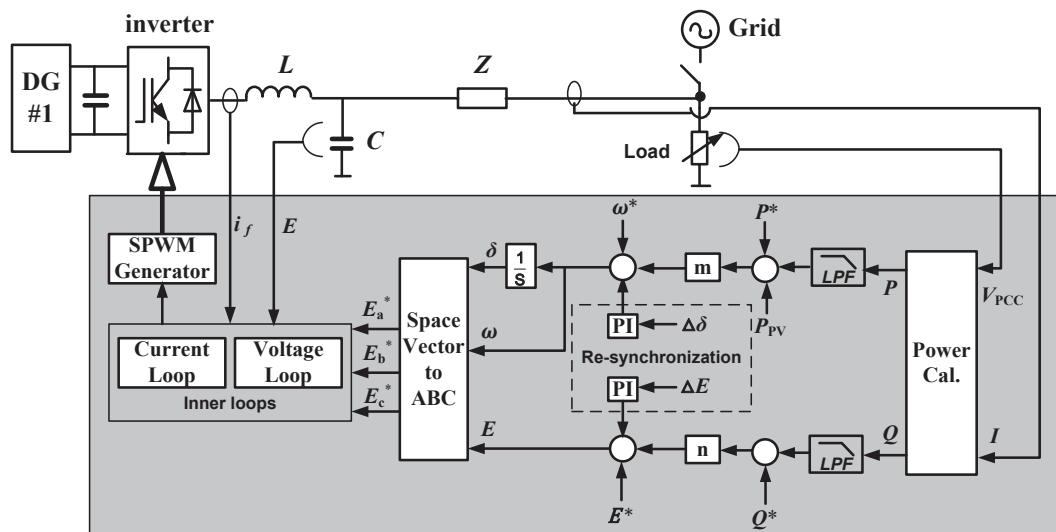 inverter
Grid
DG
#1
L
Z
C
Load
i_f
E
ω*
P*
SPWM
Generator
δ
1
S
m
LPF
P
V_PCC
PI
Δδ
P_PV
E_a*
Space
Vector
to
ABC
ω
Re-synchronization
Power
Cal.
Current
Loop
Voltage
Loop
E_b*
PI
ΔE
E_c*
Inner loops
E
n
LPF
Q
I
E*
Q*